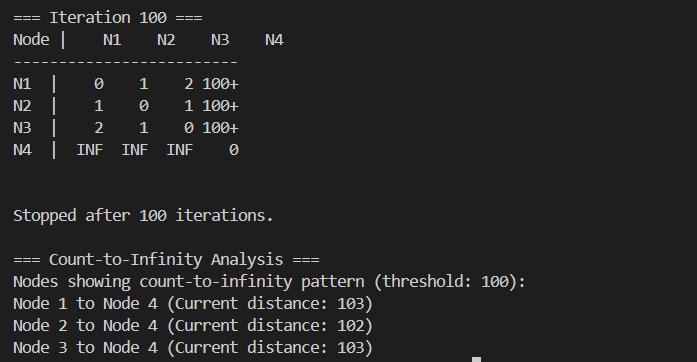 === Iteration 100 ===
Node |    N1    N2    N3    N4
-------------------------
N1  |    0    1    2 100+
N2  |    1    0    1 100+
N3  |    2    1    0 100+
N4  |  INF  INF  INF    0
Stopped after 100 iterations.
=== Count-to-Infinity Analysis ===
Nodes showing count-to-infinity pattern (threshold: 100):
Node 1 to Node 4 (Current distance: 103)
Node 2 to Node 4 (Current distance: 102)
Node 3 to Node 4 (Current distance: 103)